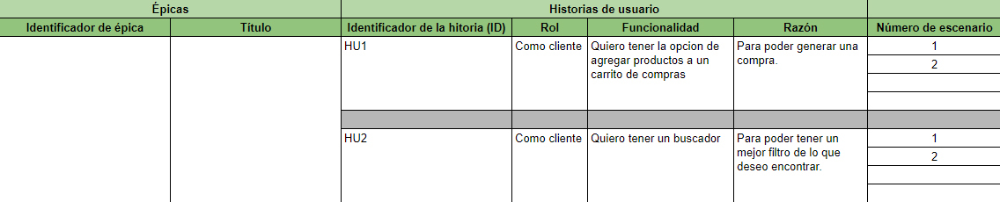 Épicas
Historias de usuario
Identificador de épica
Título
Identificador de la hitoria (ID)
Rol
Funcionalidad
Razón
Número de escenario
HU1
Como cliente
Quiero tener la opcion de
agregar productos a un
carrito de compras
Para poder generar una
compra.
1
2
HU2
Como cliente
Quiero tener un buscador
Para poder tener un
mejor filtro de lo que
deseo encontrar.
1
2